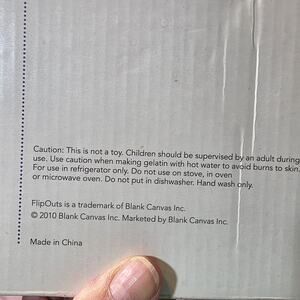 Caution: This is not a toy. Children should be supervised by an adult during
use. Use caution when making gelatin with hot water to avoid burns to skin.
For use in refrigerator only. Do not use on stove, in oven
or microwave oven. Do not put in dishwasher. Hand wash only.
FlipOuts is a trademark of Blank Canvas Inc.
© 2010 Blank Canvas Inc. Marketed by Blank Canvas Inc.
Made in China